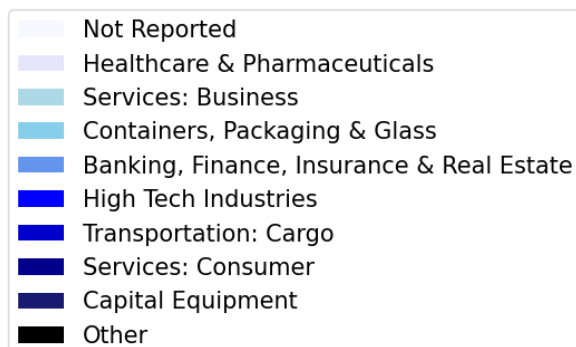 Not Reported
Healthcare & Pharmaceuticals
Services: Business
Containers, Packaging & Glass
Banking, Finance, Insurance & Real Estate
High Tech Industries
Transportation: Cargo
Services: Consumer
Capital Equipment
Other